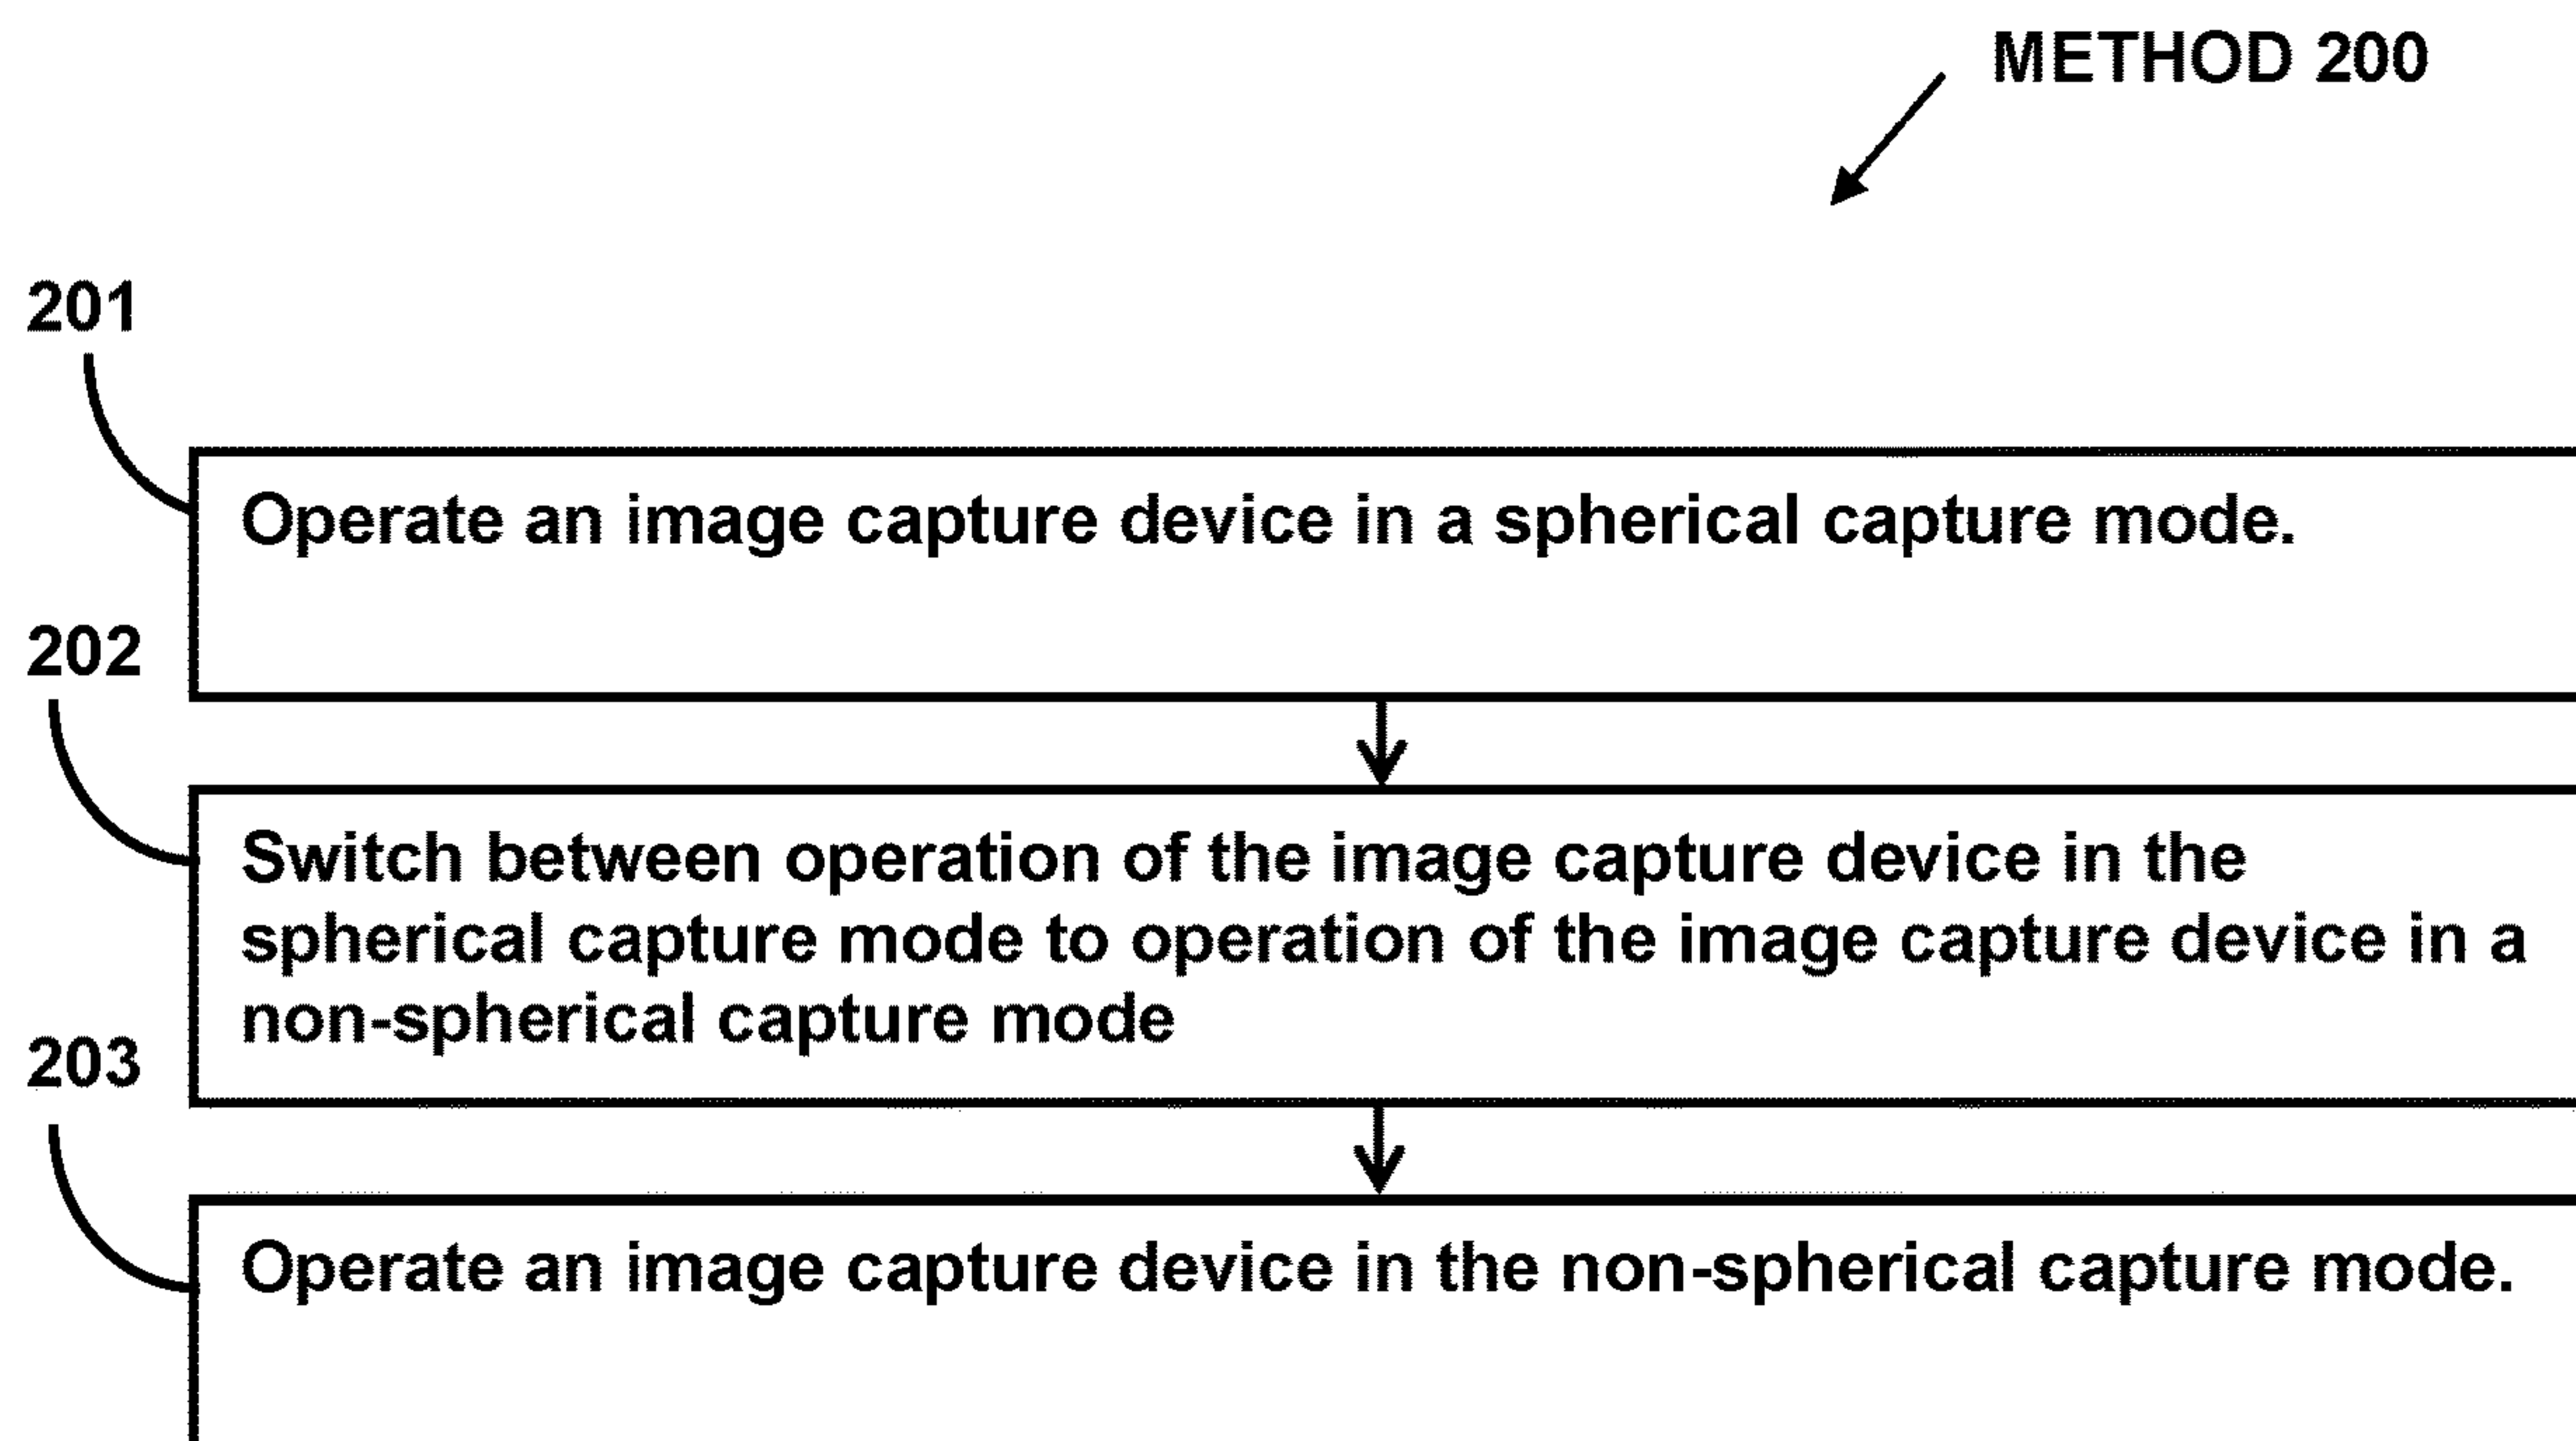 METHOD 200
201
Operate an image capture device in a spherical capture mode.
202
Switch between operation of the image capture device in the
spherical capture mode to operation of the image capture device in a
non-spherical capture mode
203
Operate an image capture device in the non-spherical capture mode.